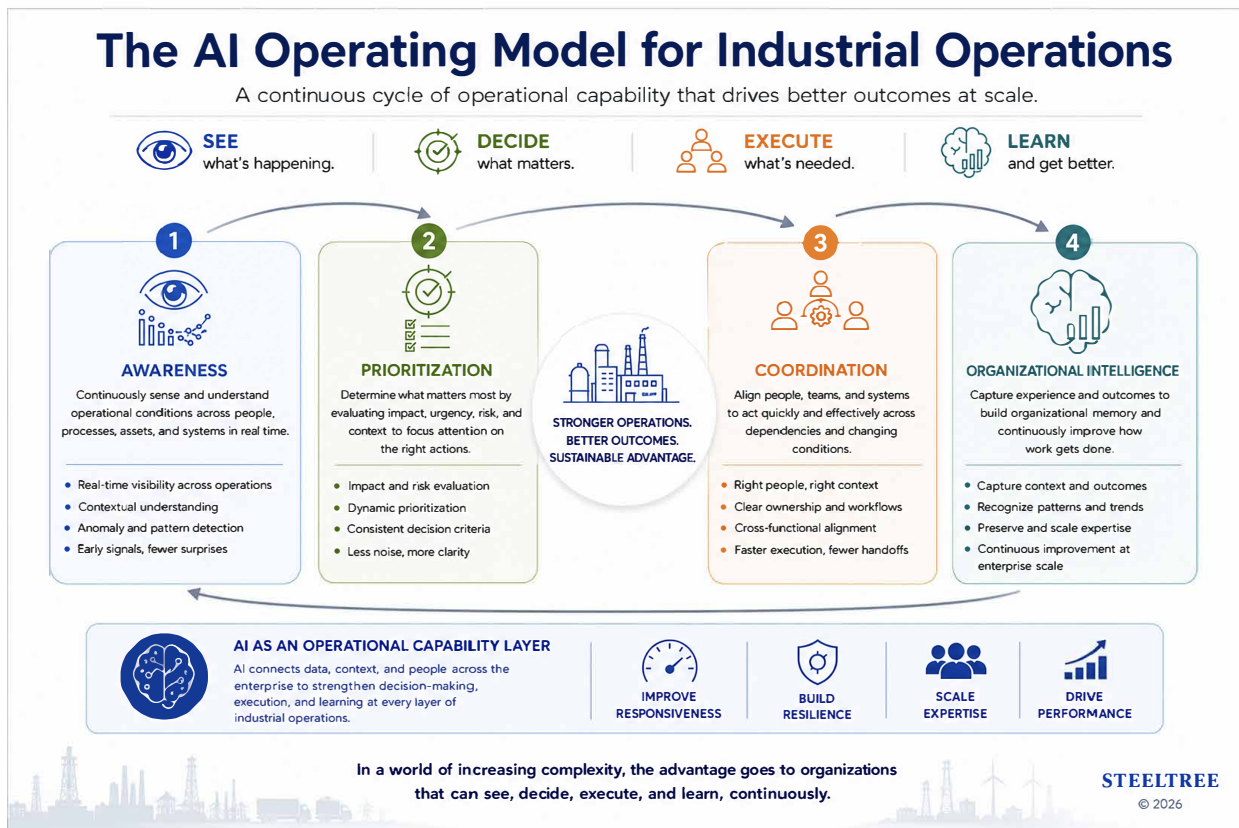 The AI Operating Model for Industrial Operations
A continuous cycle of operational capability that drives better outcomes at scale.
SEE
what's happening.
DECIDE
what matters.
EXECUTE
what's needed.
LEARN
and get better.
1
AWARENESS
Continuously sense and understand
operational conditions across people,
processes, assets, and systems in real time.
• Real-time visibility across operations
• Contextual understanding
• Anomaly and pattern detection
• Early signals, fewer surprises
2
PRIORITIZATION
Determine what matters most by
evaluating impact, urgency, risk, and
context to focus attention on
the right actions.
• Impact and risk evaluation
• Dynamic prioritization
• Consistent decision criteria
• Less noise, more clarity
STRONGER OPERATIONS.
BETTER OUTCOMES.
SUSTAINABLE ADVANTAGE.
3
COORDINATION
Align people, teams, and systems
to act quickly and effectively across
dependencies and changing
conditions.
• Right people, right context
• Clear ownership and workflows
• Cross-functional alignment
• Faster execution, fewer handoffs
4
ORGANIZATIONAL INTELLIGENCE
Capture experience and outcomes to
build organizational memory and
continuously improve how
work gets done.
• Capture context and outcomes
• Recognize patterns and trends
• Preserve and scale expertise
• Continuous improvement at
enterprise scale
AI AS AN OPERATIONAL CAPABILITY LAYER
AI connects data, context, and people across the
enterprise to strengthen decision-making,
execution, and learning at every layer of
industrial operations.
IMPROVE
RESPONSIVENESS
BUILD
RESILIENCE
SCALE
EXPERTISE
DRIVE
PERFORMANCE
In a world of increasing complexity, the advantage goes to organizations
that can see, decide, execute, and learn, continuously.
STEELTREE
© 2026